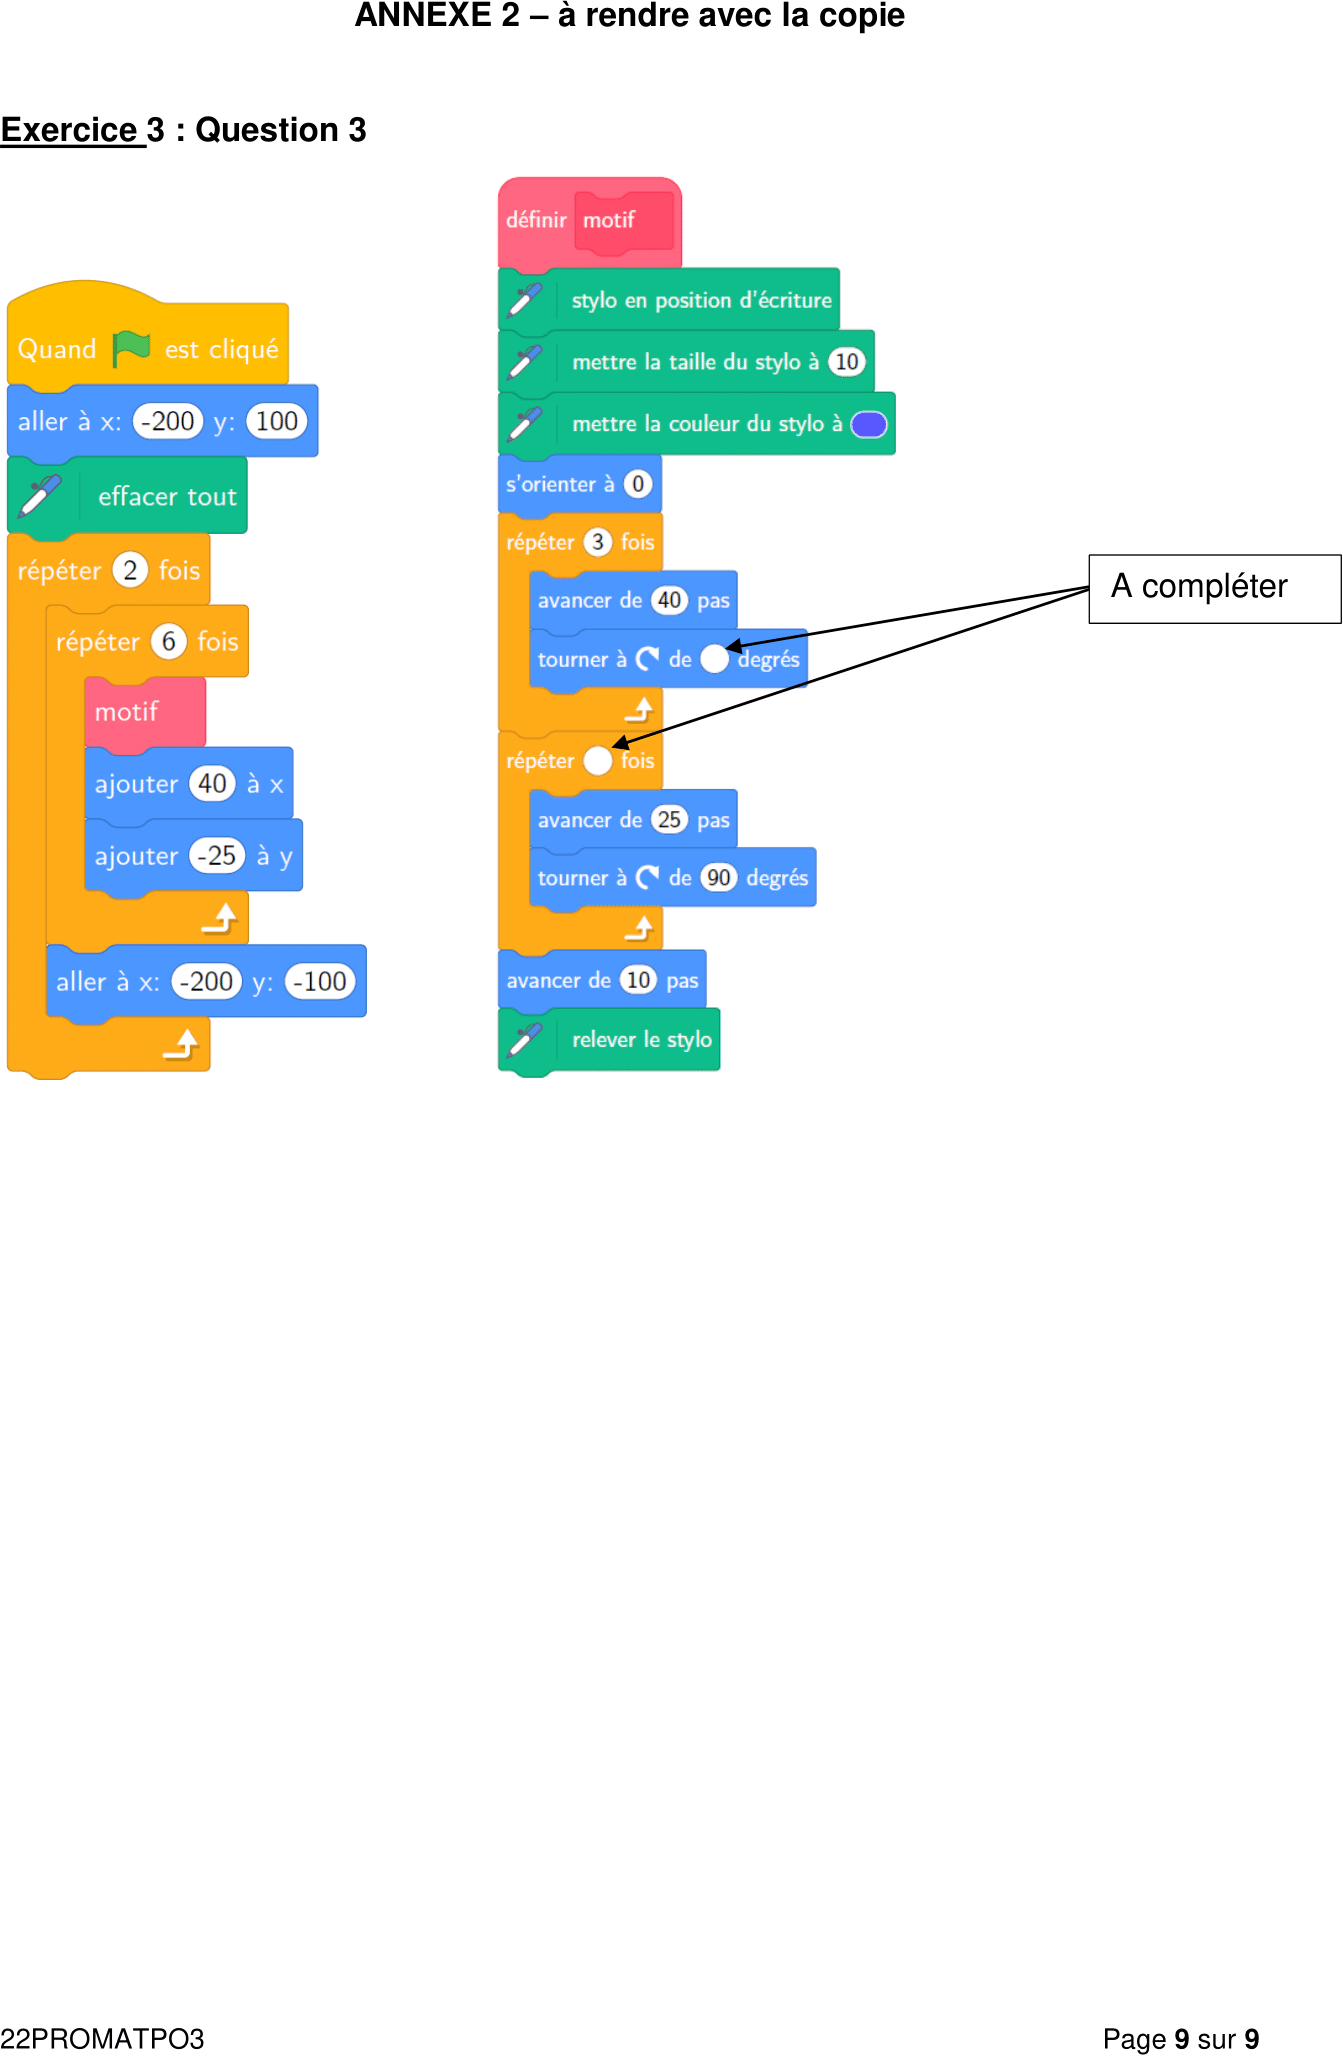 ANNEXE 2 – à rendre avec la copie
Exercice 3 : Question 3
Quand est cliqué
aller à x: -200 y: 100
effacer tout
répéter 2 fois
répéter 6 fois
motif
ajouter 40 à x
ajouter -25 à y
aller à x: -200 y: -100
définir motif
stylo en position d'écriture
mettre la taille du stylo à 10
mettre la couleur du stylo à
s'orienter à 0
répéter 3 fois
avancer de 40 pas
tourner à de degrés
répéter fois
avancer de 25 pas
tourner à de 90 degrés
avancer de 10 pas
relever le stylo
A compléter
22PROMATPO3
Page 9 sur 9